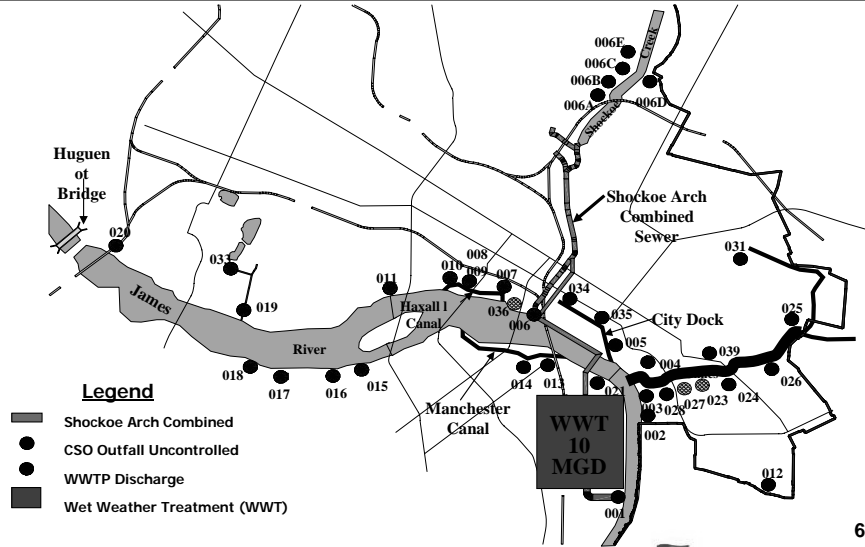 006E
006C
006B
006A
006D
Creek
Shockoe
Huguen
ot
Bridge
Shockoe Arch
Combined
Sewer
020
033
019
011
010
008
009
007
036
006
034
035
031
025
James
River
Haxall l
Canal
City Dock
005
004
039
018
017
016
015
014
013
021
003
028
027
023
024
026
002
Manchester
Canal
WWT
10
MGD
012
001
Legend
Shockoe Arch Combined
CSO Outfall Uncontrolled
WWTP Discharge
Wet Weather Treatment (WWT)
6